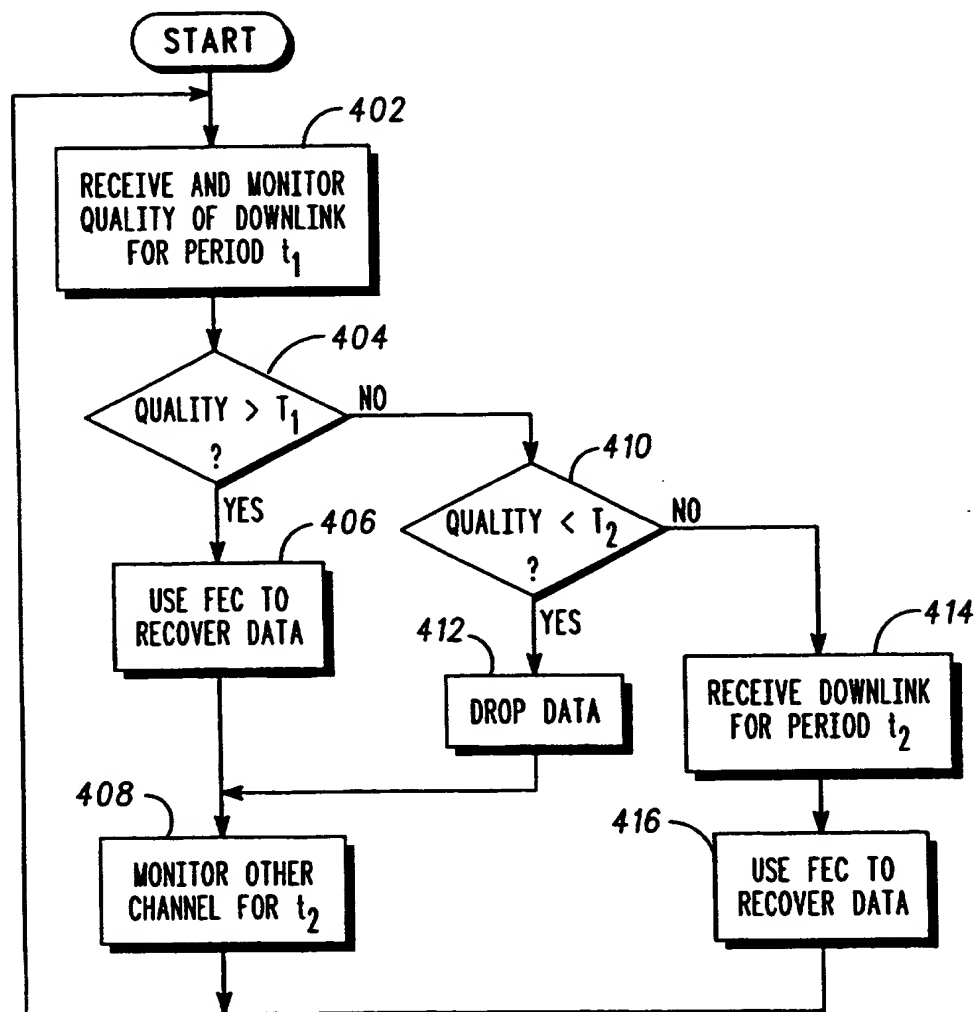 START
402
RECEIVE AND MONITOR
QUALITY OF DOWNLINK
FOR PERIOD t1
404
QUALITY > T1
?
NO
YES
410
QUALITY < T2
?
NO
YES
406
USE FEC TO
RECOVER DATA
412
DROP DATA
414
RECEIVE DOWNLINK
FOR PERIOD t2
408
MONITOR OTHER
CHANNEL FOR t2
416
USE FEC TO
RECOVER DATA